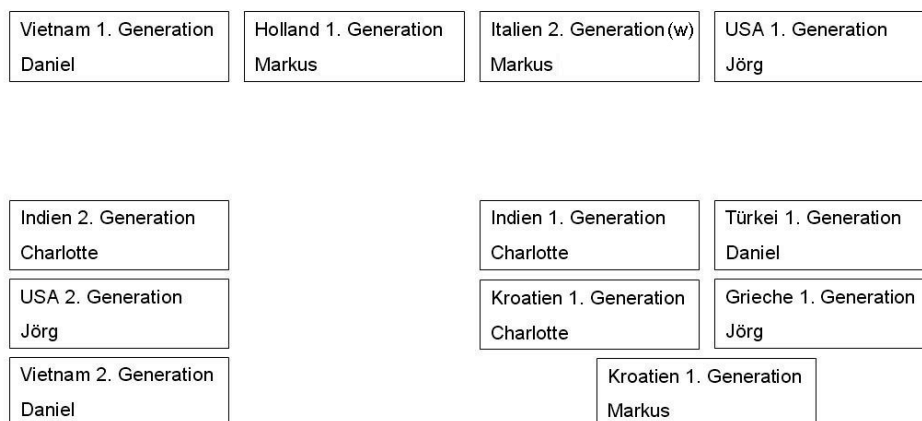 Vietnam 1. Generation
Daniel
Holland 1. Generation
Markus
Italien 2. Generation (w)
Markus
USA 1. Generation
Jörg
Indien 2. Generation
Charlotte
USA 2. Generation
Jörg
Vietnam 2. Generation
Daniel
Indien 1. Generation
Charlotte
Türkei 1. Generation
Daniel
Kroatien 1. Generation
Charlotte
Grieche 1. Generation
Jörg
Kroatien 1. Generation
Markus